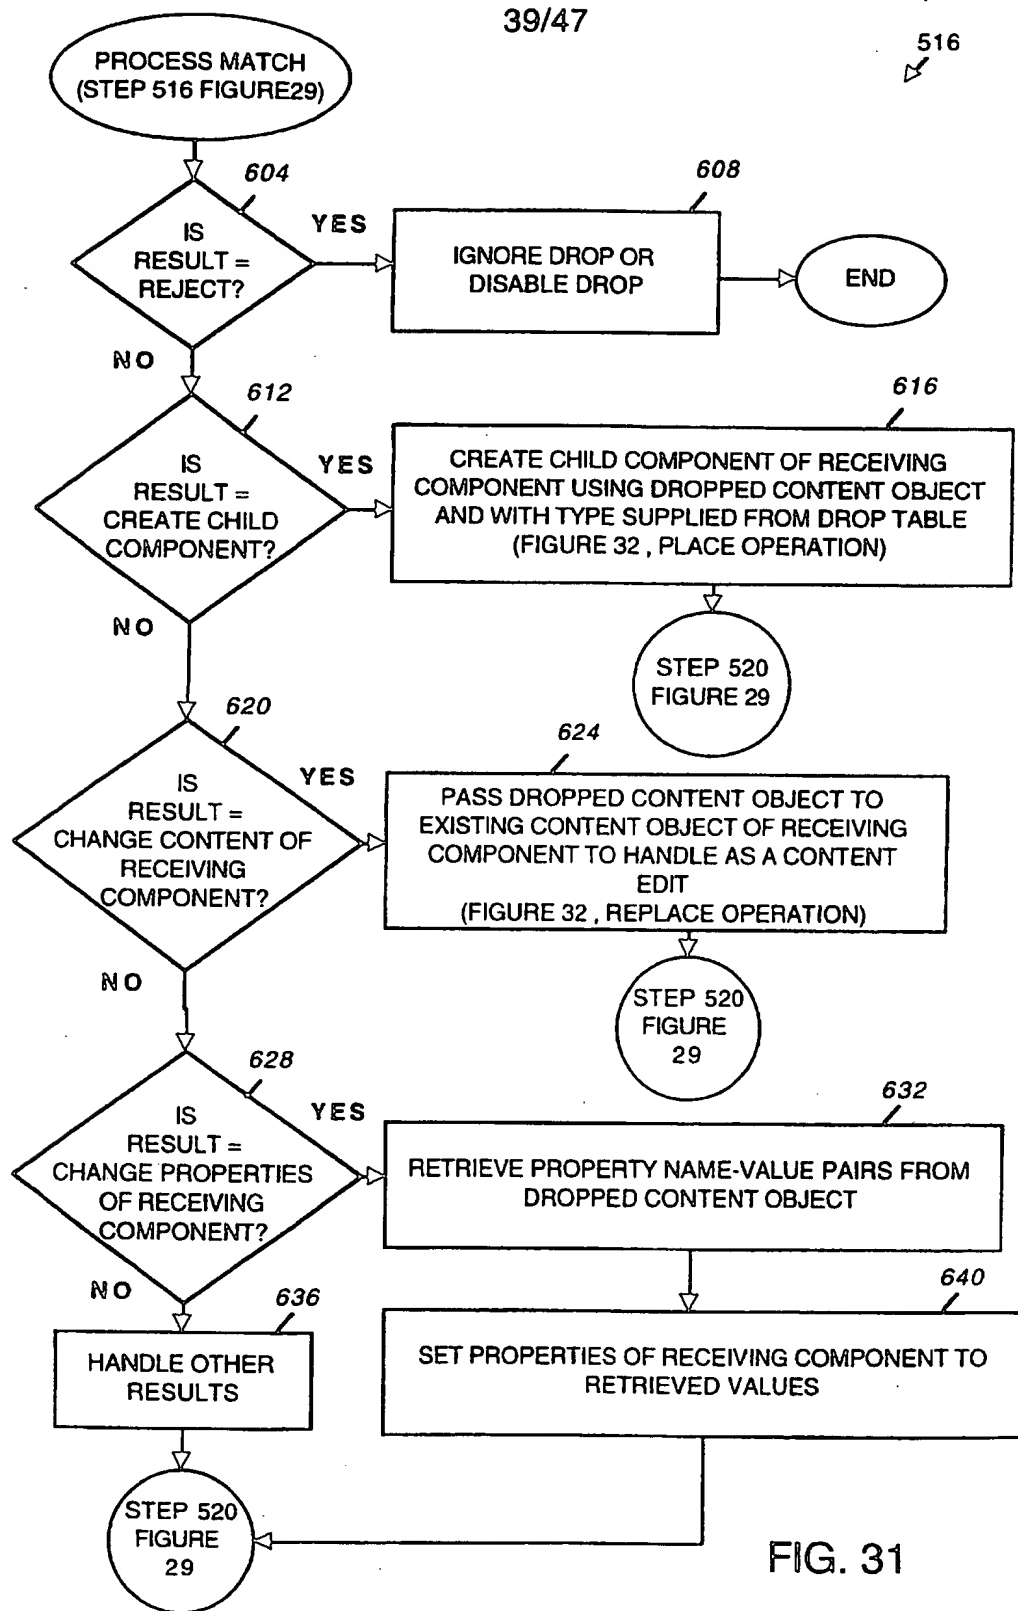 39/47
516
PROCESS MATCH
(STEP 516 FIGURE29)
604
IS
RESULT =
REJECT?
YES
608
IGNORE DROP OR
DISABLE DROP
END
NO
612
IS
RESULT =
CREATE CHILD
COMPONENT?
YES
616
CREATE CHILD COMPONENT OF RECEIVING
COMPONENT USING DROPPED CONTENT OBJECT
AND WITH TYPE SUPPLIED FROM DROP TABLE
(FIGURE 32 , PLACE OPERATION)
STEP 520
FIGURE 29
NO
620
IS
RESULT =
CHANGE CONTENT OF
RECEIVING
COMPONENT?
YES
624
PASS DROPPED CONTENT OBJECT TO
EXISTING CONTENT OBJECT OF RECEIVING
COMPONENT TO HANDLE AS A CONTENT
EDIT
(FIGURE 32 , REPLACE OPERATION)
STEP 520
FIGURE
29
NO
628
IS
RESULT =
CHANGE PROPERTIES
OF RECEIVING
COMPONENT?
YES
632
RETRIEVE PROPERTY NAME-VALUE PAIRS FROM
DROPPED CONTENT OBJECT
640
SET PROPERTIES OF RECEIVING COMPONENT TO
RETRIEVED VALUES
NO
636
HANDLE OTHER
RESULTS
STEP 520
FIGURE
29
FIG. 31